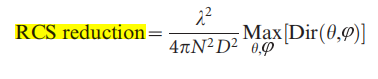 RCS reduction = λ² / 4πN²D² Max_{θ,φ}[Dir(θ,φ)]